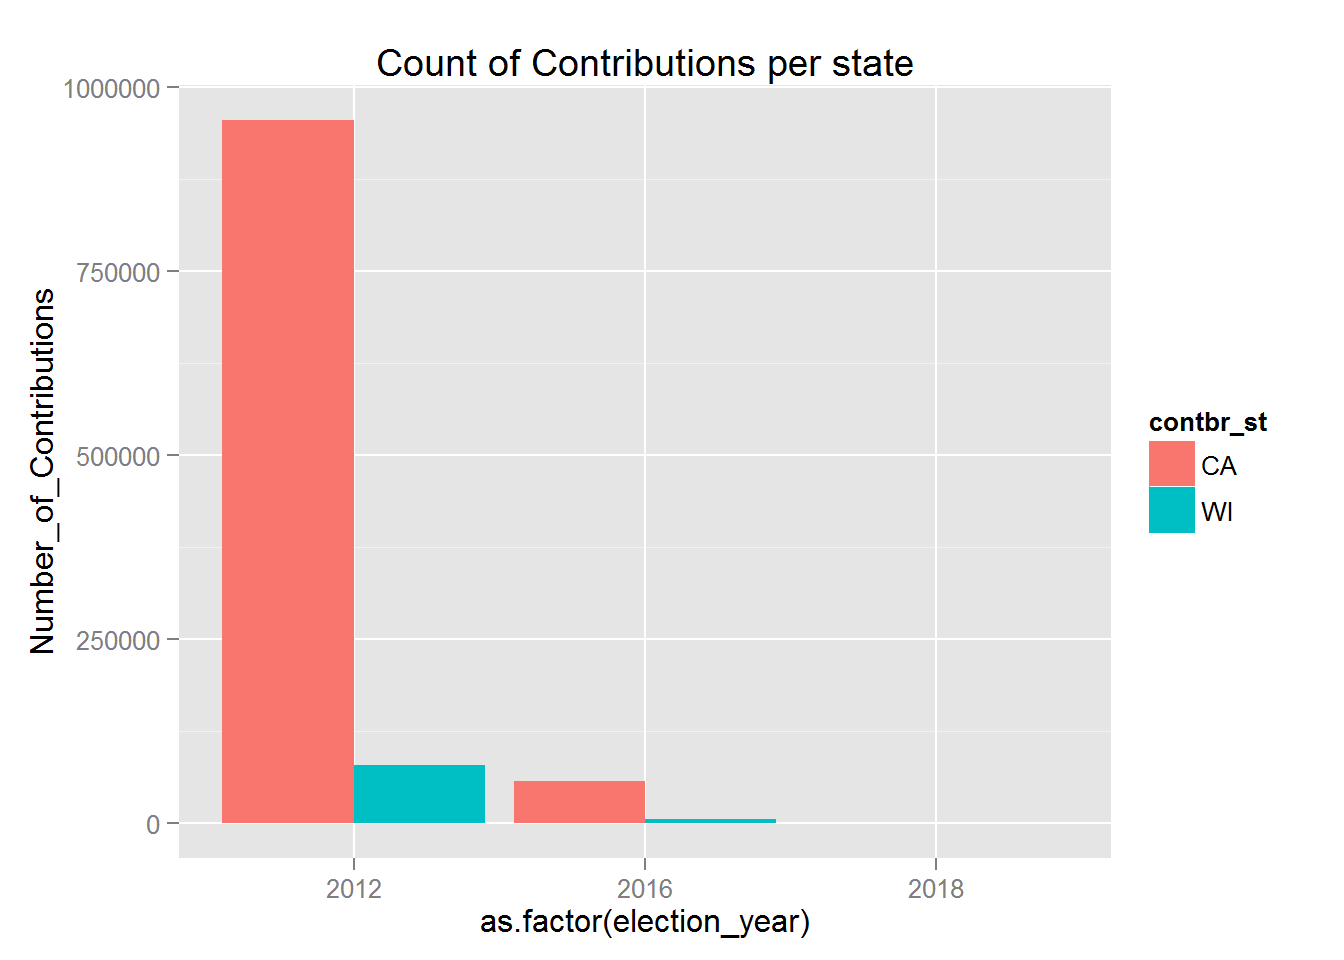 Count of Contributions per state
1000000
750000
500000
250000
0
Number_of_Contributions
2012 2016 2018
as.factor(election_year)
contbr_st
CA
WI